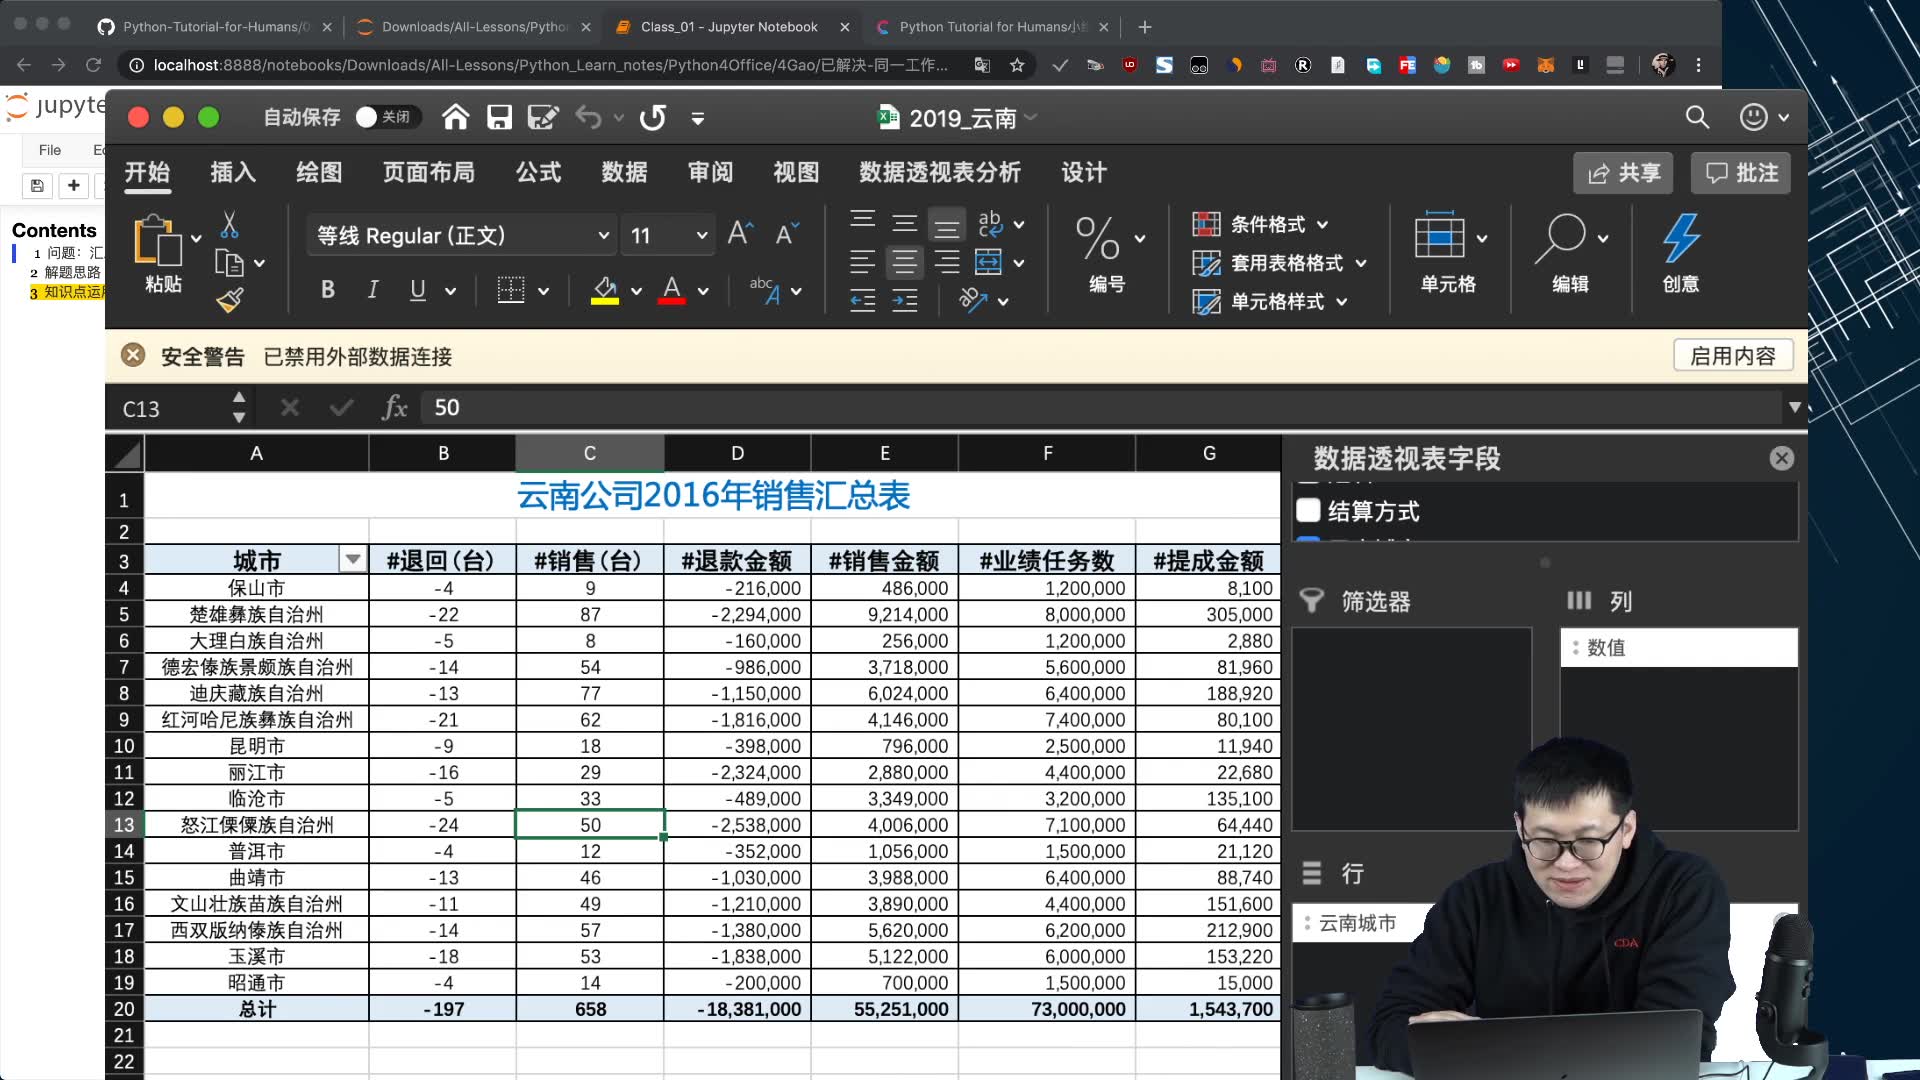 Python-Tutorial-for-Humans/0
Downloads/All-Lessons/Pytho
Class_01 - Jupyter Notebook
Python Tutorial for Humans/小
localhost:8888/notebooks/Downloads/All-Lessons/Python_Learn_notes/Python4Office/4Gao/已解决-同一工作...
jupyte
自动保存 关闭
2019_云南
File
开始 插入 绘图 页面布局 公式 数据 审阅 视图 数据透视表分析 设计
共享
批注
Contents
1 问题：汇
2 解题思路
3 知识点运
粘贴
等线 Regular (正文)
11
B I U
编号
条件格式
套用表格格式
单元格样式
单元格
编辑
创意
安全警告 已禁用外部数据连接
启用内容
C13
fx 50
A B C D E F G
1 云南公司2016年销售汇总表
2
3 城市 #退回(台) #销售(台) #退款金额 #销售金额 #业绩任务数 #提成金额
4 保山市 -4 9 -216,000 486,000 1,200,000 8,100
5 楚雄彝族自治州 -22 87 -2,294,000 9,214,000 8,000,000 305,000
6 大理白族自治州 -5 8 -160,000 256,000 1,200,000 2,880
7 德宏傣族景颇族自治州 -14 54 -986,000 3,718,000 5,600,000 81,960
8 迪庆藏族自治州 -13 77 -1,150,000 6,024,000 6,400,000 188,920
9 红河哈尼族彝族自治州 -21 62 -1,816,000 4,146,000 7,400,000 80,100
10 昆明市 -9 18 -398,000 796,000 2,500,000 11,940
11 丽江市 -16 29 -2,324,000 2,880,000 4,400,000 22,680
12 临沧市 -5 33 -489,000 3,349,000 3,200,000 135,100
13 怒江傈僳族自治州 -24 50 -2,538,000 4,006,000 7,100,000 64,440
14 普洱市 -4 12 -352,000 1,056,000 1,500,000 21,120
15 曲靖市 -13 46 -1,030,000 3,988,000 6,400,000 88,740
16 文山壮族苗族自治州 -11 49 -1,210,000 3,890,000 4,400,000 151,600
17 西双版纳傣族自治州 -14 57 -1,380,000 5,620,000 6,200,000 212,900
18 玉溪市 -18 53 -1,838,000 5,122,000 6,000,000 153,220
19 昭通市 -4 14 -200,000 700,000 1,500,000 15,000
20 总计 -197 658 -18,381,000 55,251,000 73,000,000 1,543,700
21
22
数据透视表字段
结算方式
筛选器
列
数值
行
云南城市
CDA